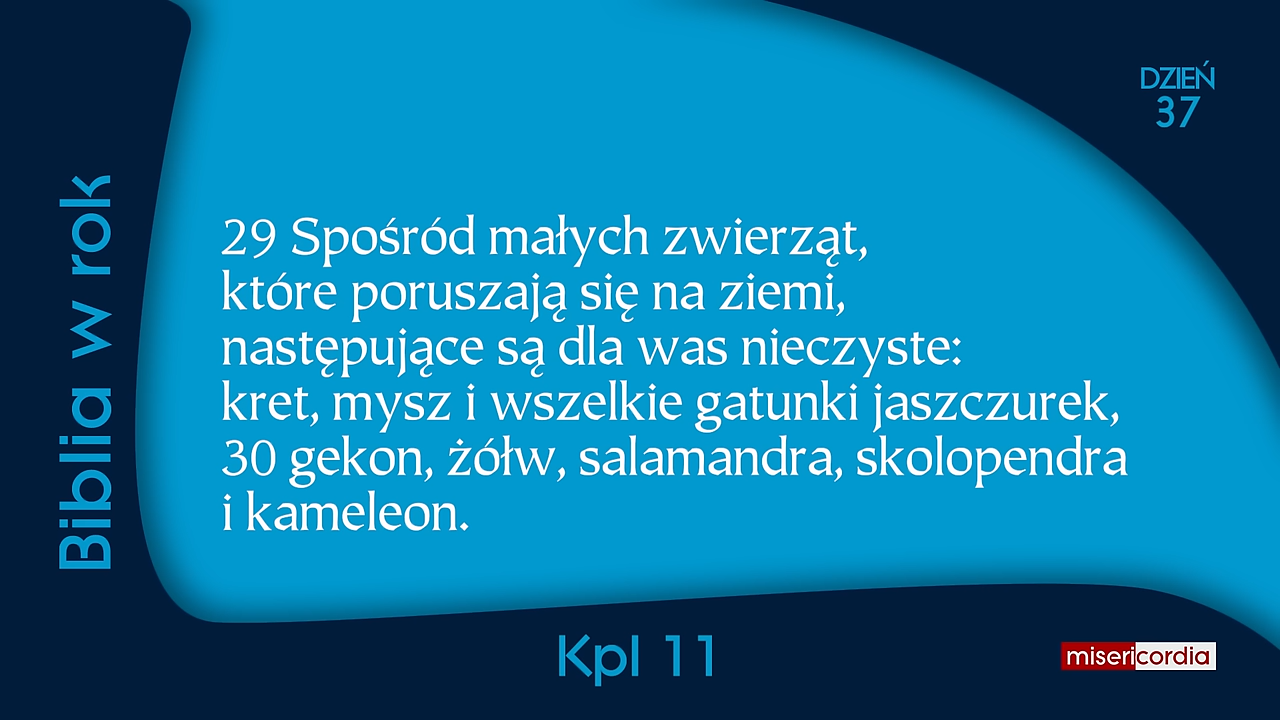 DZIEŃ
37
Biblia w rok
29 Spośród małych zwierząt,
które poruszają się na ziemi,
następujące są dla was nieczyste:
kret, mysz i wszelkie gatunki jaszczurek,
30 gekon, żółw, salamandra, skolopendra
i kameleon.
Kpl 11
misericordia